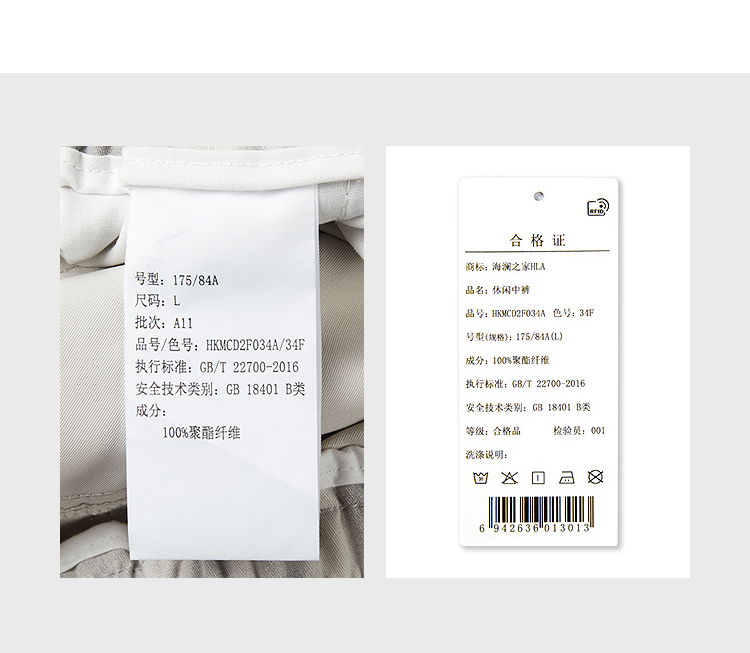 号型：175/84A
尺码：L
批次：A11
品号/色号：HKMCD2F034A/34F
执行标准：GB/T 22700-2016
安全技术类别：GB 18401 B类
成分：
100%聚酯纤维
RFID
合格证
商标：海澜之家HLA
品名：休闲中裤
品号：HKMCD2F034A 色号：34F
号型(规格)：175/84A(L)
成分：100%聚酯纤维
执行标准：GB/T 22700-2016
安全技术类别：GB 18401 B类
等级：合格品 检验员：001
洗涤说明：
6 942636 013013